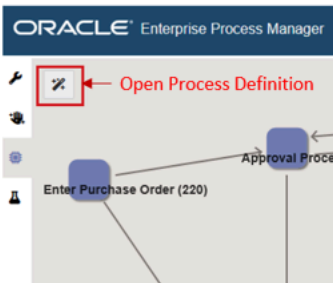 ORACLE® Enterprise Process Manager
Open Process Definition
Approval Proce
Enter Purchase Order (220)